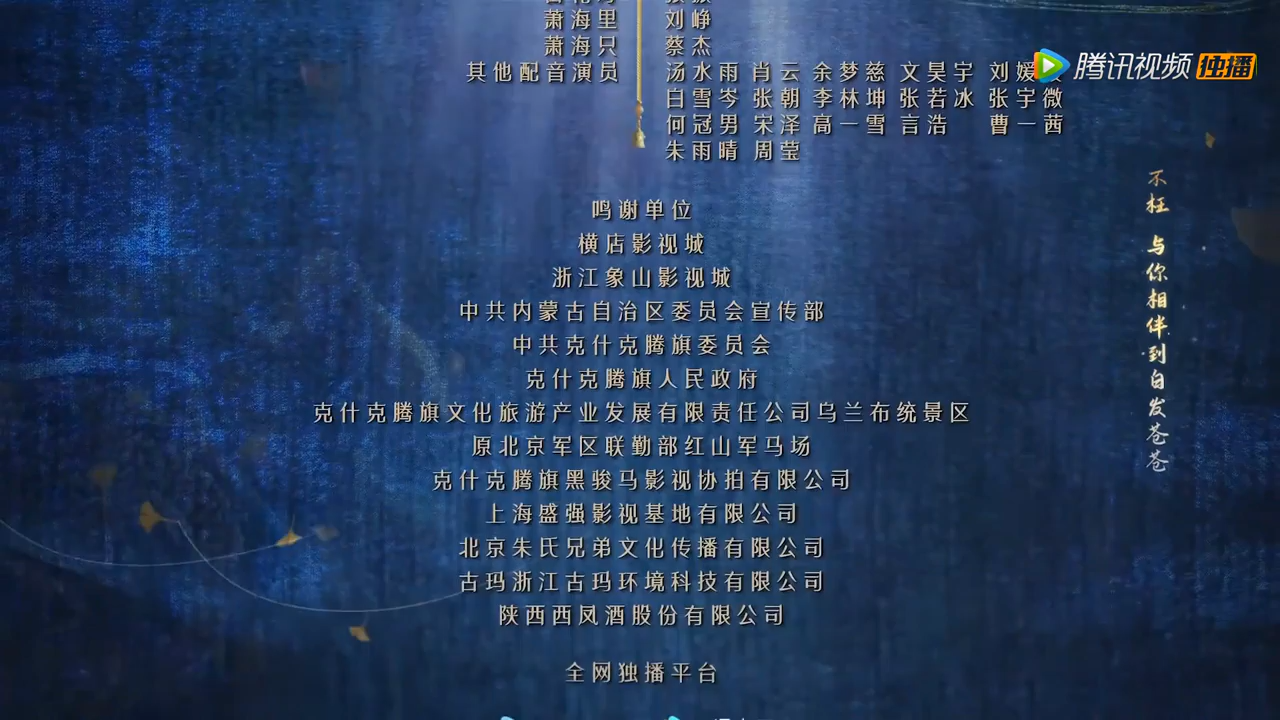 萧海里 刘峥
萧海只 蔡杰
其他配音演员 汤水雨 肖云 余梦慈 文昊宇 刘媛
白雪岑 张朝 李林坤 张若冰 张宇微
何冠男 宋泽 高一雪 言浩 曹一茜
朱雨晴 周莹
腾讯视频 独播
鸣谢单位
横店影视城
浙江象山影视城
中共内蒙古自治区委员会宣传部
中共克什克腾旗委员会
克什克腾旗人民政府
克什克腾旗文化旅游产业发展有限责任公司乌兰布统景区
原北京军区联勤部红山军马场
克什克腾旗黑骏马影视协拍有限公司
上海盛强影视基地有限公司
北京朱氏兄弟文化传播有限公司
古玛浙江古玛环境科技有限公司
陕西西凤酒股份有限公司
全网独播平台
不枉 与你相伴到白发苍苍